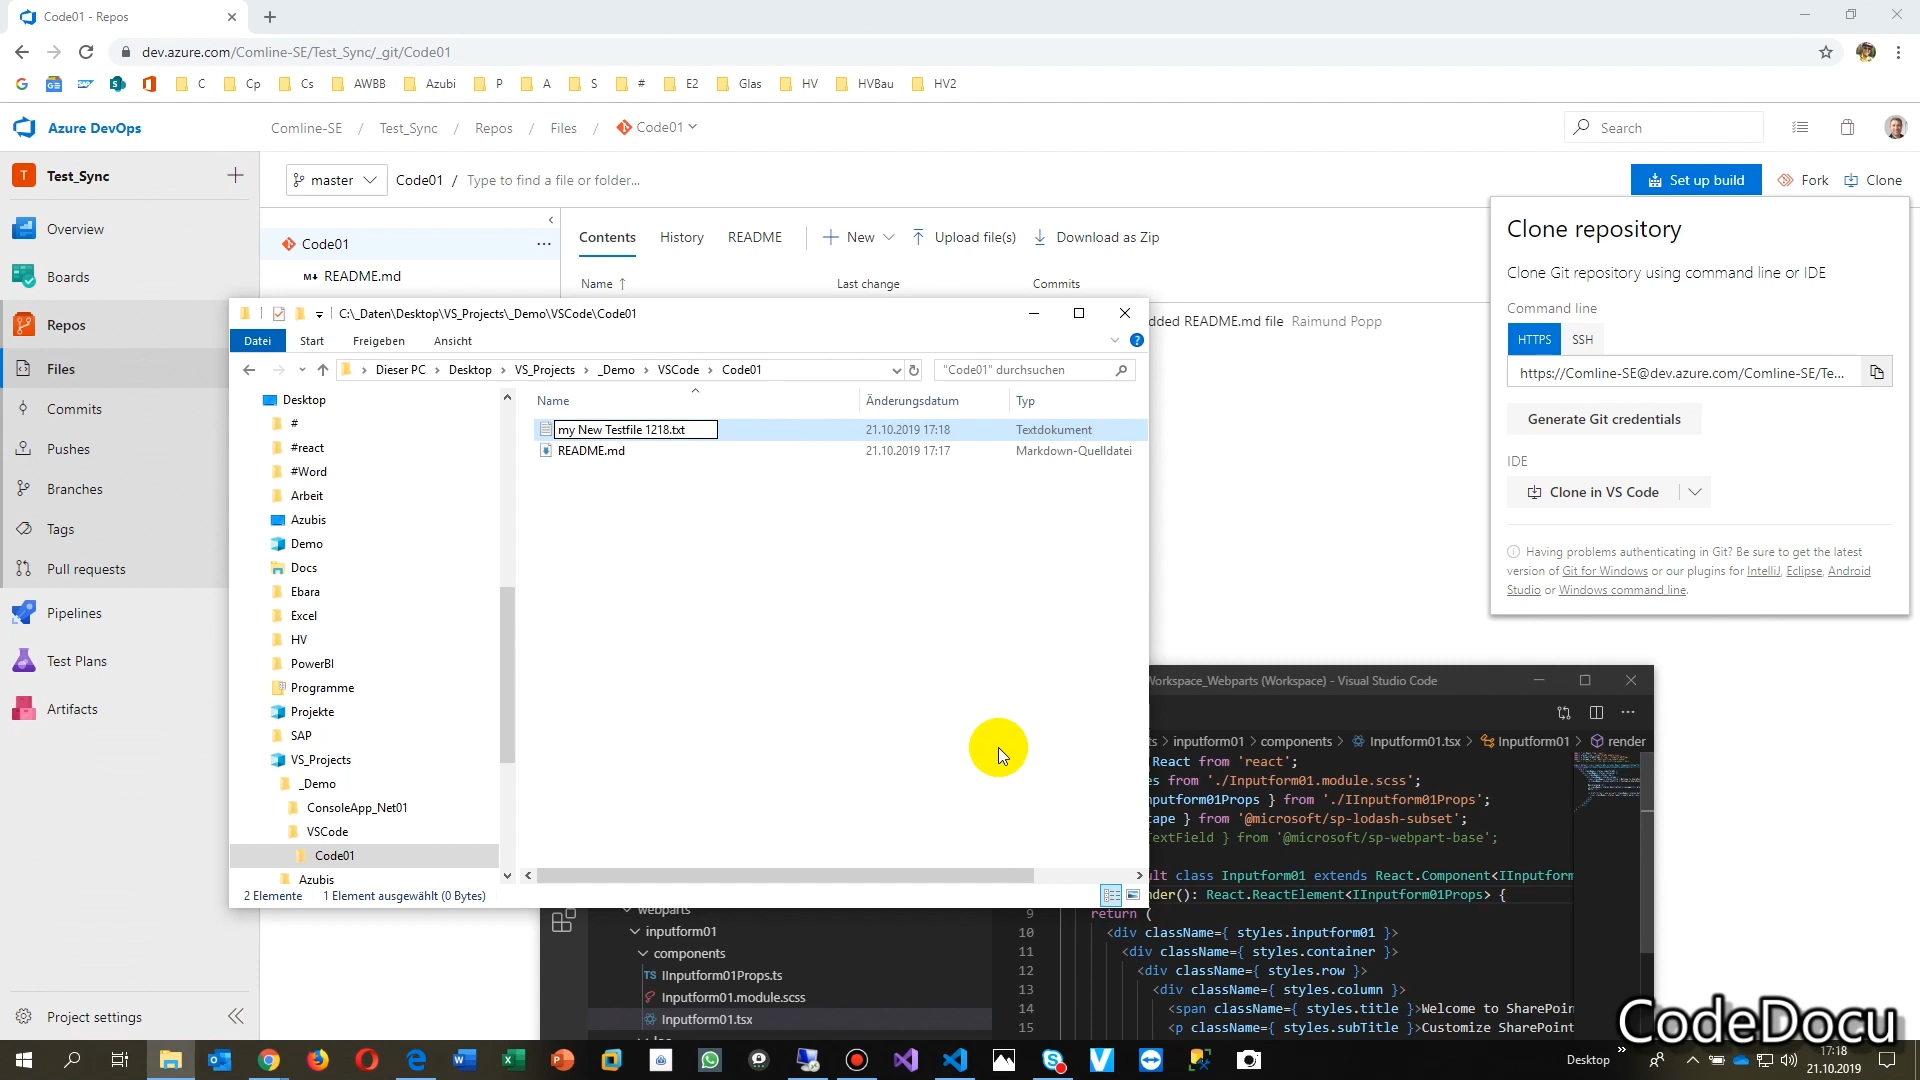 Code01 - Repos
dev.azure.com/Comline-SE/Test_Sync/_git/Code01
C Cp Cs AWBB Azubi P A S # E2 Glas HV HVBau HV2
Azure DevOps
Comline-SE / Test_Sync / Repos / Files / Code01
Search
T Test_Sync
master Code01 / Type to find a file or folder...
Set up build Fork Clone
Overview
Boards
Repos
Files
Commits
Pushes
Branches
Tags
Pull requests
Pipelines
Test Plans
Artifacts
Project settings
Code01
README.md
Contents History README New Upload file(s) Download as Zip
Name Last change Commits
dded README.md file Raimund Popp
Clone repository
Clone Git repository using command line or IDE
Command line
HTTPS SSH
https://Comline-SE@dev.azure.com/Comline-SE/Te...
Generate Git credentials
IDE
Clone in VS Code
Having problems authenticating in Git? Be sure to get the latest
version of Git for Windows or our plugins for IntelliJ, Eclipse, Android
Studio or Windows command line.
C:\_Daten\Desktop\VS_Projects\_Demo\VSCode\Code01
Datei Start Freigeben Ansicht
Dieser PC Desktop VS_Projects _Demo VSCode Code01
"Code01" durchsuchen
Name Änderungsdatum Typ
my New Testfile 1218.txt 21.10.2019 17:18 Textdokument
README.md 21.10.2019 17:17 Markdown-Quelldatei
Desktop
#
#react
#Word
Arbeit
Azubis
Demo
Docs
Ebara
Excel
HV
PowerBI
Programme
Projekte
SAP
VS_Projects
_Demo
ConsoleApp_Net01
VSCode
Code01
Azubis
2 Elemente 1 Element ausgewählt (0 Bytes)
Workspace_Webparts (Workspace) - Visual Studio Code
ts > inputform01 > components > Inputform01.tsx > Inputform01 > render
React from 'react';
es from './Inputform01.module.scss';
nputform01Props } from './IInputform01Props';
cape } from '@microsoft/sp-lodash-subset';
TextField } from '@microsoft/sp-webpart-base';
ult class Inputform01 extends React.Component<IInputform
nder(): React.ReactElement<IInputform01Props> {
9 return (
10 <div className={ styles.inputform01 }>
11 <div className={ styles.container }>
12 <div className={ styles.row }>
13 <div className={ styles.column }>
14 <span className={ styles.title }>Welcome to SharePoin
15 <p className={ styles.subTitle }>Customize SharePoint
webparts
inputform01
components
TS IInputform01Props.ts
Inputform01.module.scss
Inputform01.tsx
CodeDocu
Desktop
17:18
21.10.2019